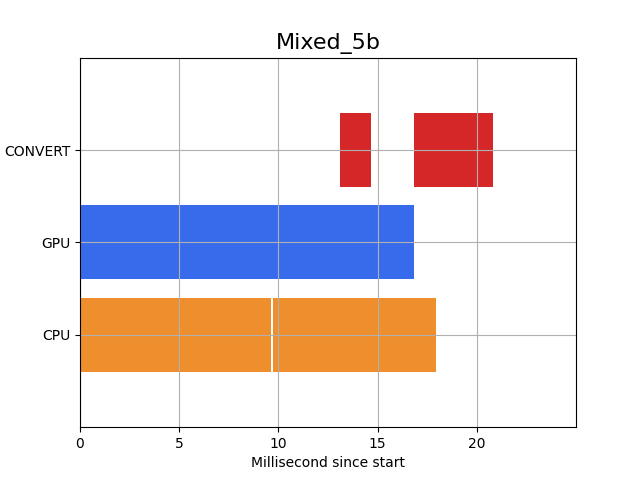 Mixed_5b
CONVERT
GPU
CPU
0 5 10 15 20
Millisecond since start